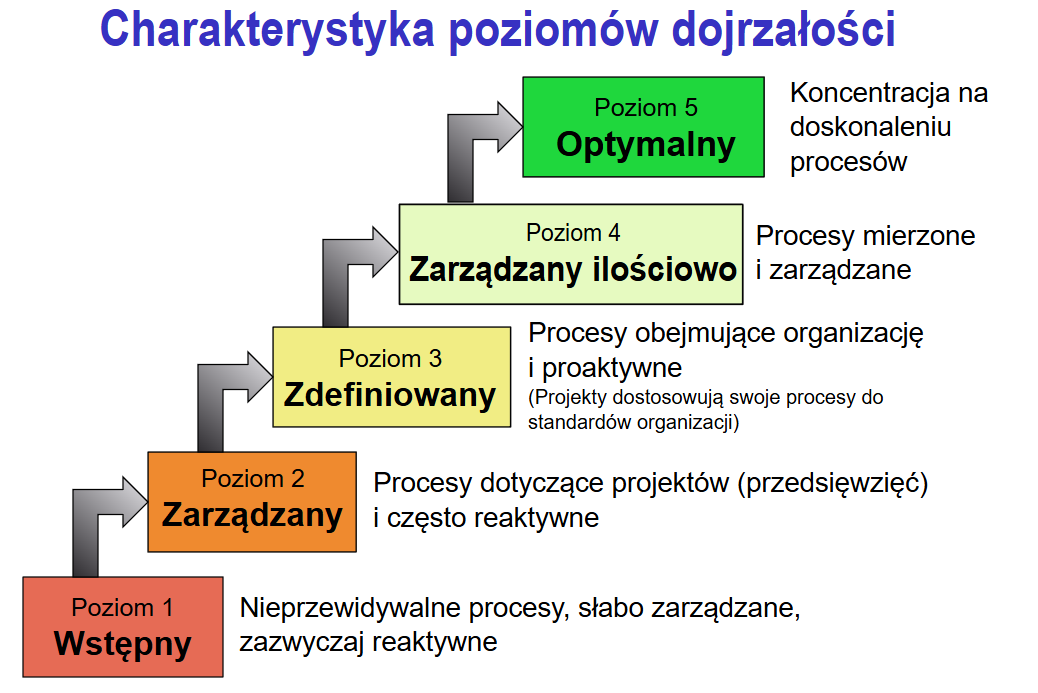 Charakterystyka poziomów dojrzałości
Poziom 5
Optymalny
Koncentracja na
doskonaleniu
procesów
Poziom 4
Zarządzany ilościowo
Procesy mierzone
i zarządzane
Poziom 3
Zdefiniowany
Procesy obejmujące organizację
i proaktywne
(Projekty dostosowują swoje procesy do
standardów organizacji)
Poziom 2
Zarządzany
Procesy dotyczące projektów (przedsięwzięć)
i często reaktywne
Poziom 1
Wstępny
Nieprzewidywalne procesy, słabo zarządzane,
zazwyczaj reaktywne